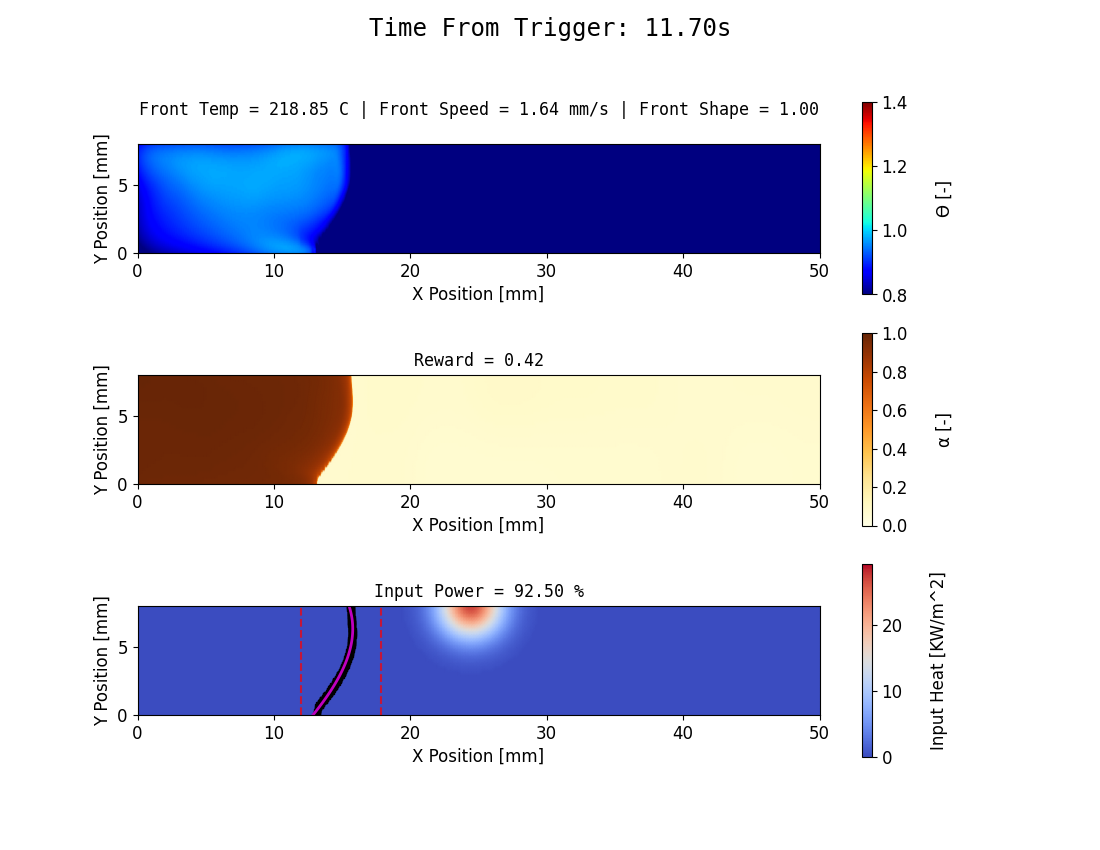 Time From Trigger: 11.70s
Front Temp = 218.85 C | Front Speed = 1.64 mm/s | Front Shape = 1.00
Y Position [mm]
5
0
0 10 20 30 40 50
X Position [mm]
1.4
1.2
1.0
0.8
Θ [-]
Reward = 0.42
Y Position [mm]
5
0
0 10 20 30 40 50
X Position [mm]
1.0
0.8
0.6
0.4
0.2
0.0
α [-]
Input Power = 92.50 %
Y Position [mm]
5
0
0 10 20 30 40 50
X Position [mm]
20
10
0
Input Heat [KW/m^2]